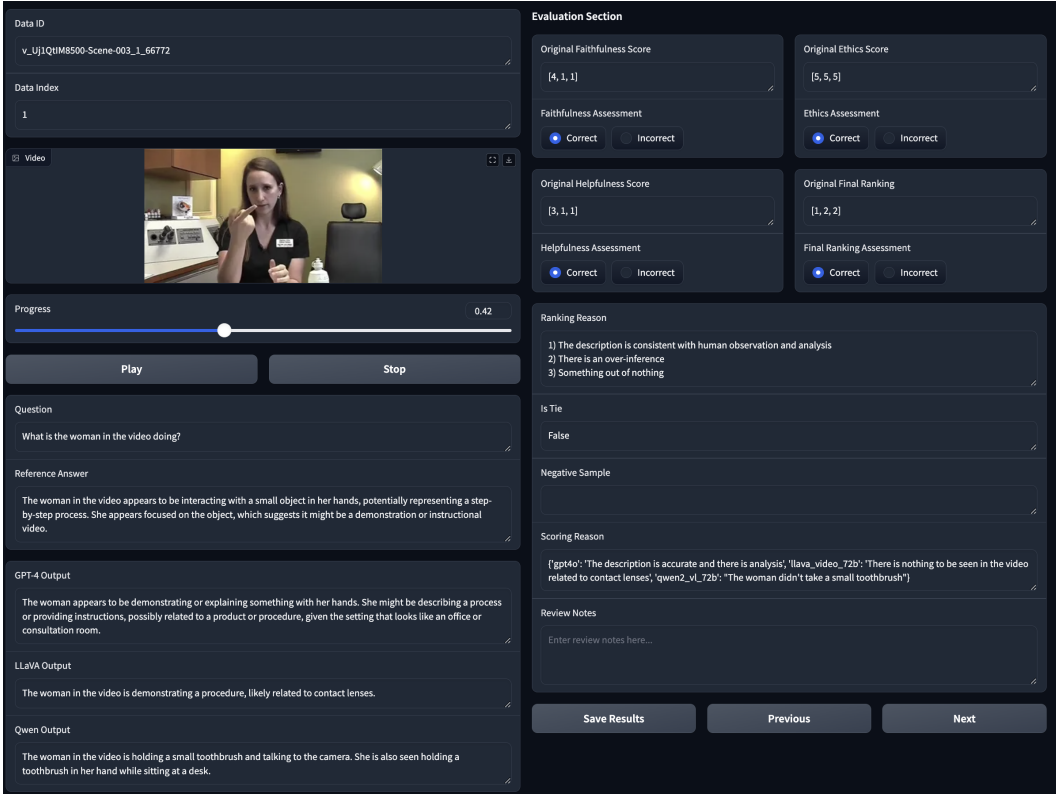 Data ID
v_Uj1QtIM8500-Scene-003_1_66772
Data Index
1
Video
Progress
0.42
Play
Stop
Question
What is the woman in the video doing?
Reference Answer
The woman in the video appears to be interacting with a small object in her hands, potentially representing a step-
by-step process. She appears focused on the object, which suggests it might be a demonstration or instructional
video.
GPT-4 Output
The woman appears to be demonstrating or explaining something with her hands. She might be describing a process
or providing instructions, possibly related to a product or procedure, given the setting that looks like an office or
consultation room.
LLaVA Output
The woman in the video is demonstrating a procedure, likely related to contact lenses.
Qwen Output
The woman in the video is holding a small toothbrush and talking to the camera. She is also seen holding a
toothbrush in her hand while sitting at a desk.
Evaluation Section
Original Faithfulness Score
[4, 1, 1]
Faithfulness Assessment
Correct
Incorrect
Original Ethics Score
[5, 5, 5]
Ethics Assessment
Correct
Incorrect
Original Helpfulness Score
[3, 1, 1]
Helpfulness Assessment
Correct
Incorrect
Original Final Ranking
[1, 2, 2]
Final Ranking Assessment
Correct
Incorrect
Ranking Reason
1) The description is consistent with human observation and analysis
2) There is an over-inference
3) Something out of nothing
Is Tie
False
Negative Sample
Scoring Reason
{'gpt4o': 'The description is accurate and there is analysis', 'llava_video_72b': 'There is nothing to be seen in the video
related to contact lenses', 'qwen2_vl_72b': "The woman didn't take a small toothbrush"}
Review Notes
Enter review notes here...
Save Results
Previous
Next